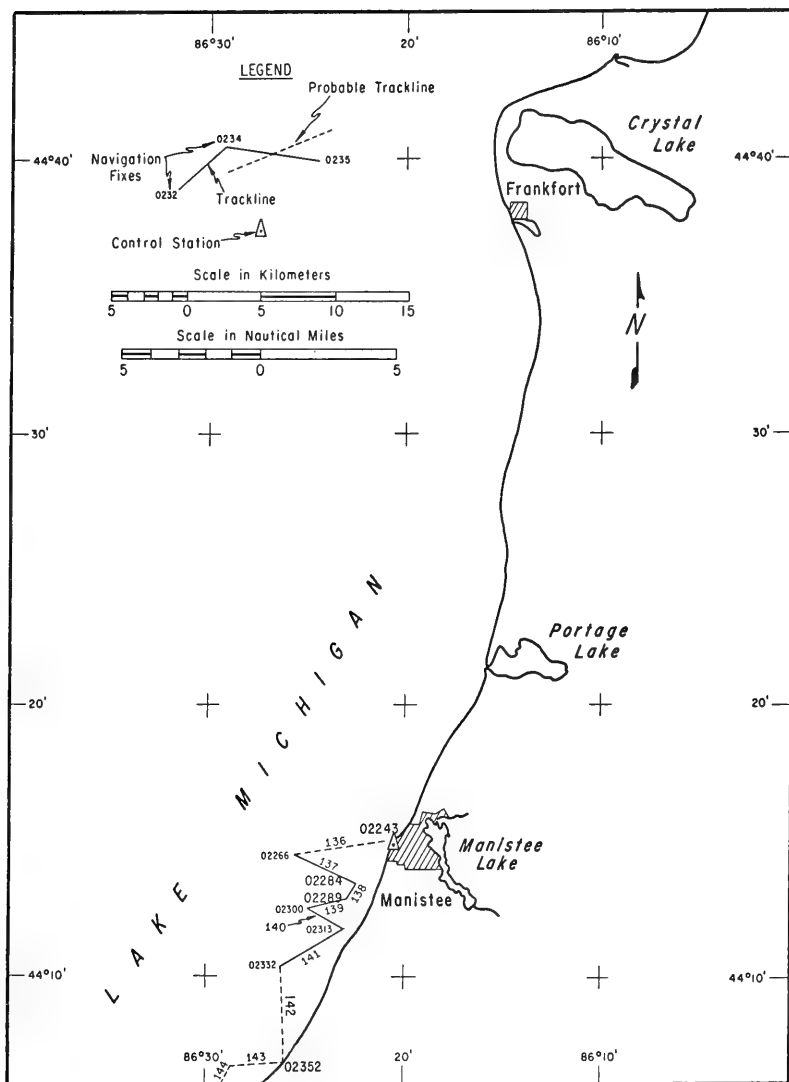 86°30'
20'
86°10'
LEGEND
Probable Trackline
0234
Navigation
Fixes
0235
0232
Trackline
Control Station
Scale in Kilometers
5 0 5 10 15
Scale in Nautical Miles
5 0 5
Crystal
Lake
44°40'
44°40'
Frankfort
N
30'
30'
Portage
Lake
LAKE MICHIGAN
20'
20'
02243
136
02266
137
02284
138
02289
02300
139
140
02313
02332
141
Manistee
Lake
Manistee
44°10'
44°10'
142
86°30'
143
02352
144
20'
86°10'